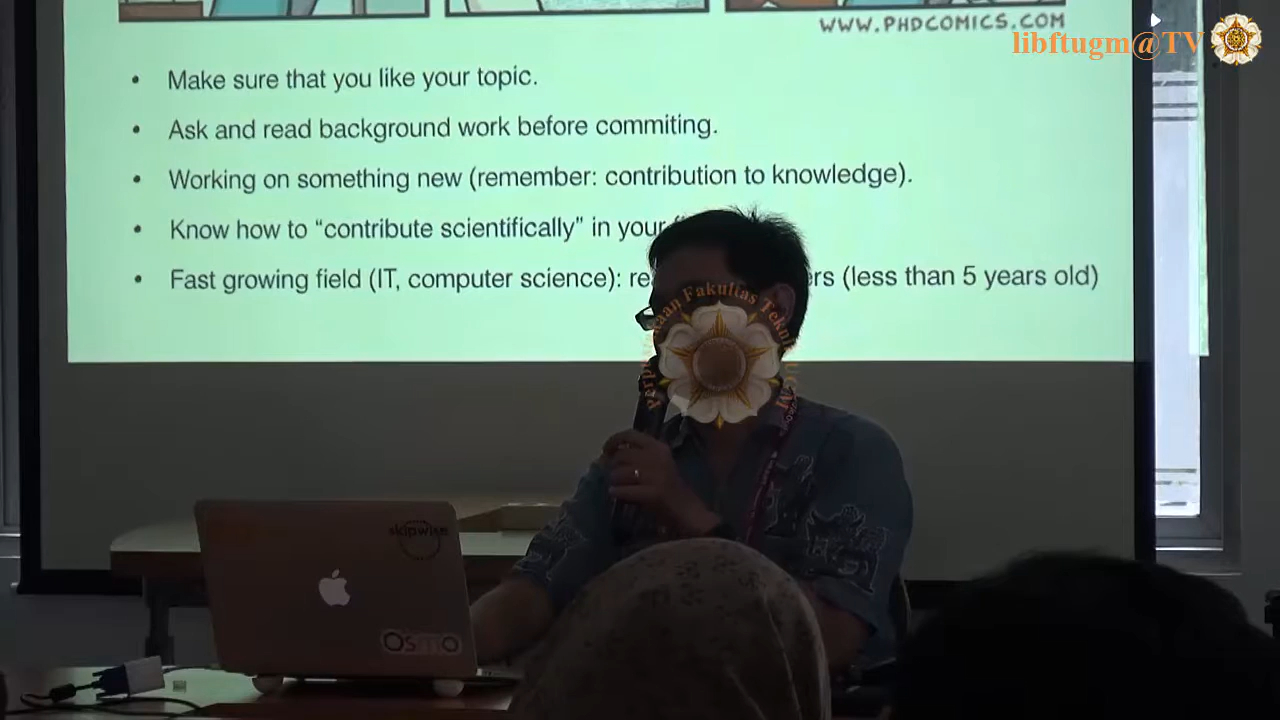 WWW.PHDCOMICS.COM
libftugm@TV
• Make sure that you like your topic.
• Ask and read background work before commiting.
• Working on something new (remember: contribution to knowledge).
• Know how to “contribute scientifically” in your
• Fast growing field (IT, computer science): (less than 5 years old)
Fakultas
skipwise
Osmo